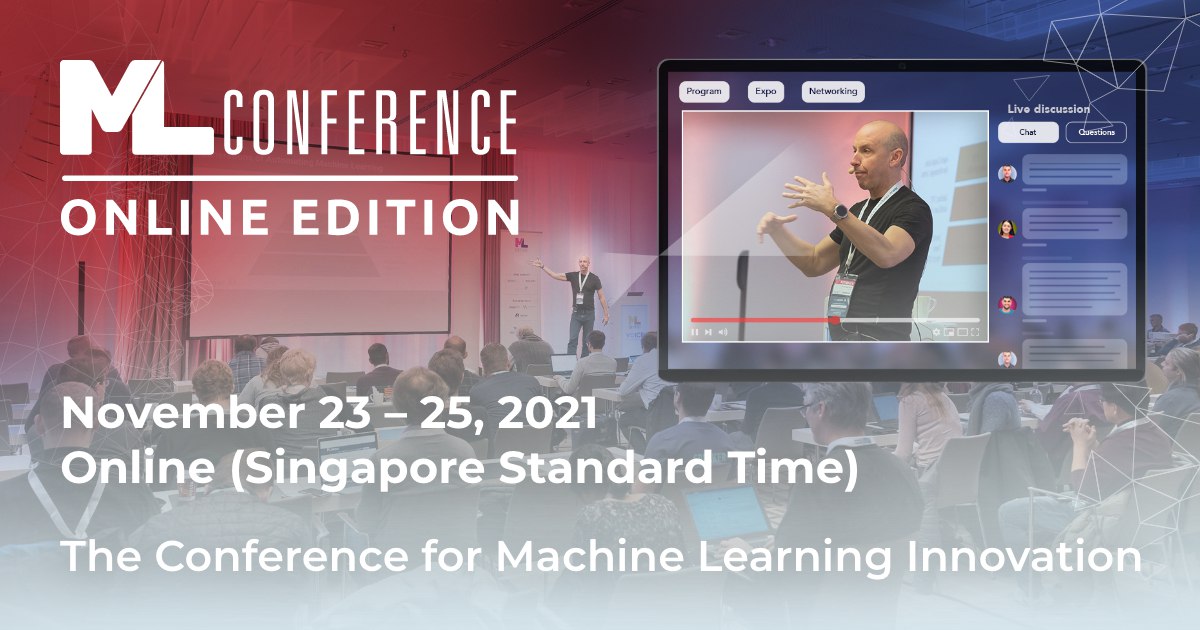 ML CONFERENCE
ONLINE EDITION
Program
Expo
Networking
Live discussion
Chat
Questions
ML
November 23 – 25, 2021
Online (Singapore Standard Time)
The Conference for Machine Learning Innovation